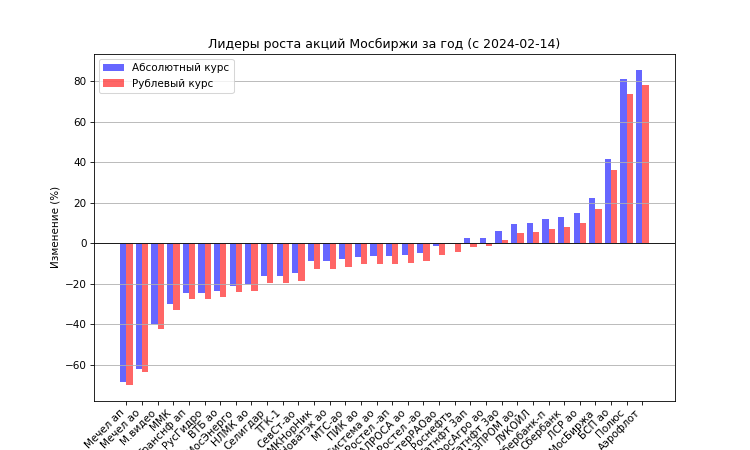 Лидеры роста акций Мосбиржи за год (с 2024-02-14)
Абсолютный курс
Рублевый курс
Изменение (%)
80
60
40
20
0
−20
−40
−60
Мечел ап
Мечел ао
М.видео
ММК
Транснф ап
РусГидро
ВТБ ао
МосЭнерго
НЛМК ао
Селигдар
ТГК-1
СевСт-ао
ГМКНорНик
Новатэк ао
МТС-ао
ПИК ао
Система ао
Ростел -ап
АЛРОСА ао
Ростел -ао
ИнтерРАОао
Роснефть
Татнфт 3ап
РосАгро ао
Татнфт 3ао
ГАЗПРОМ ао
ЛУКОЙЛ
Сбербанк-п
Сбербанк
ЛСР ао
МосБиржа
БСП ао
Полюс
Аэрофлот